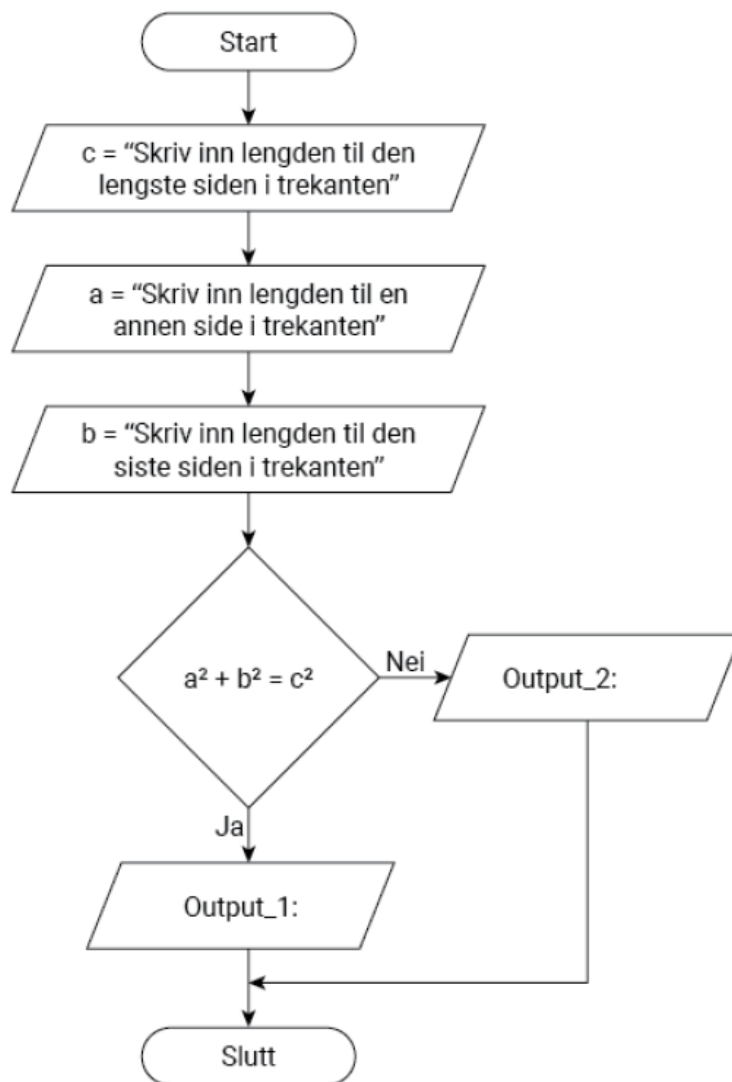 Start
c = “Skriv inn lengden til den
lengste siden i trekanten”
a = “Skriv inn lengden til en
annen side i trekanten”
b = “Skriv inn lengden til den
siste siden i trekanten”
a² + b² = c²
Nei
Output_2:
Ja
Output_1:
Slutt